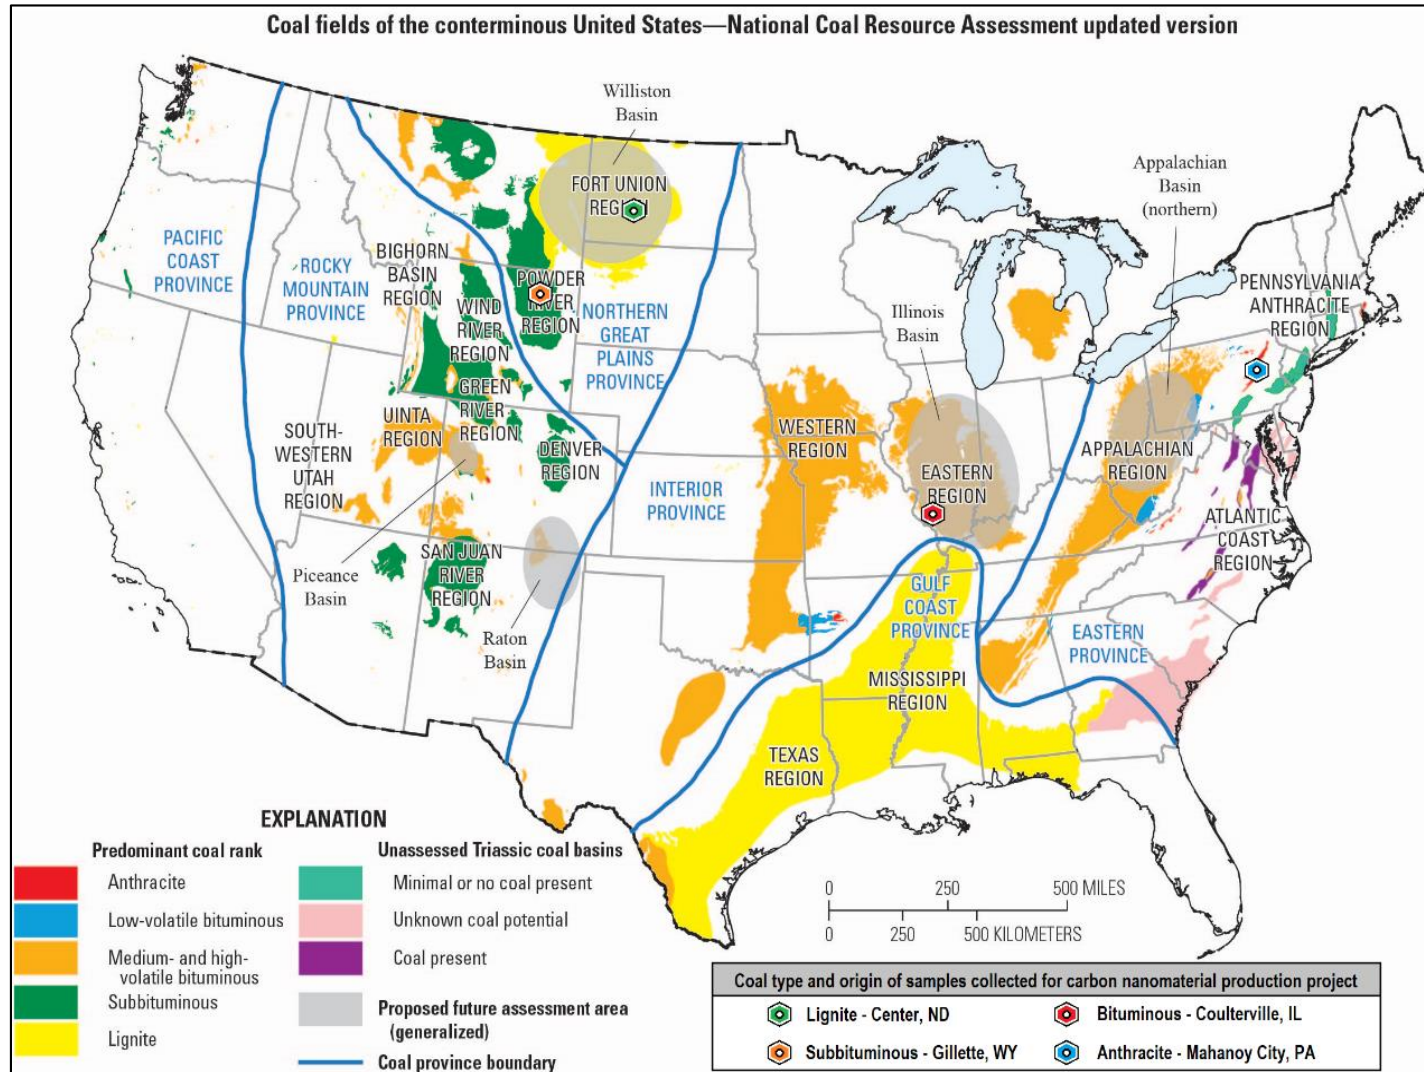 Coal fields of the conterminous United States—National Coal Resource Assessment updated version
Williston
Basin
FORT UNION
REGION
Appalachian
Basin
(northern)
PACIFIC
COAST
PROVINCE
ROCKY
MOUNTAIN
PROVINCE
BIGHORN
BASIN
REGION
WIND
RIVER
REGION
POWDER
RIVER
REGION
NORTHERN
GREAT
PLAINS
PROVINCE
Illinois
Basin
PENNSYLVANIA
ANTHRACITE
REGION
GREEN
RIVER
REGION
UINTA
REGION
SOUTH-
WESTERN
UTAH
REGION
DENVER
REGION
WESTERN
REGION
EASTERN
REGION
APPALACHIAN
REGION
INTERIOR
PROVINCE
ATLANTIC
COAST
REGION
SAN JUAN
RIVER
REGION
Piceance
Basin
Raton
Basin
GULF
COAST
PROVINCE
EASTERN
PROVINCE
MISSISSIPPI
REGION
TEXAS
REGION
EXPLANATION
Predominant coal rank
Anthracite
Low-volatile bituminous
Medium- and high-
volatile bituminous
Subbituminous
Lignite
Unassessed Triassic coal basins
Minimal or no coal present
Unknown coal potential
Coal present
Proposed future assessment area
(generalized)
Coal province boundary
0 250 500 MILES
0 250 500 KILOMETERS
Coal type and origin of samples collected for carbon nanomaterial production project
Lignite - Center, ND
Bituminous - Coulterville, IL
Subbituminous - Gillette, WY
Anthracite - Mahanoy City, PA